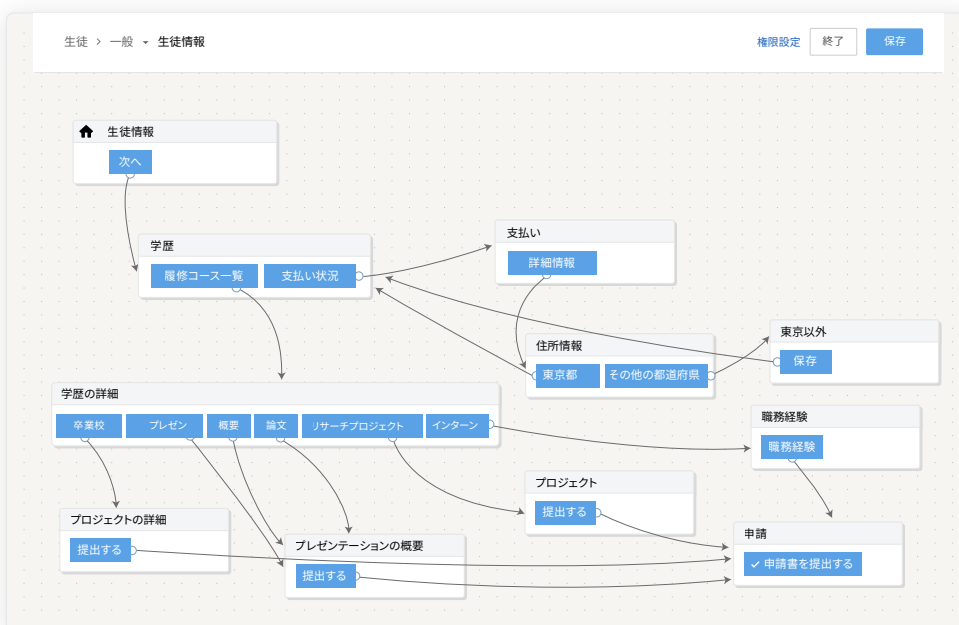 生徒 > 一般 生徒情報
権限設定 終了 保存
生徒情報
次へ
学歴
履修コース一覧 支払い状況
支払い
詳細情報
住所情報
東京都 その他の都道府県
東京以外
保存
学歴の詳細
卒業校 プレゼン 概要 論文 リサーチプロジェクト インターン
職務経験
職務経験
プロジェクト
提出する
プロジェクトの詳細
提出する
プレゼンテーションの概要
提出する
申請
✓ 申請書を提出する